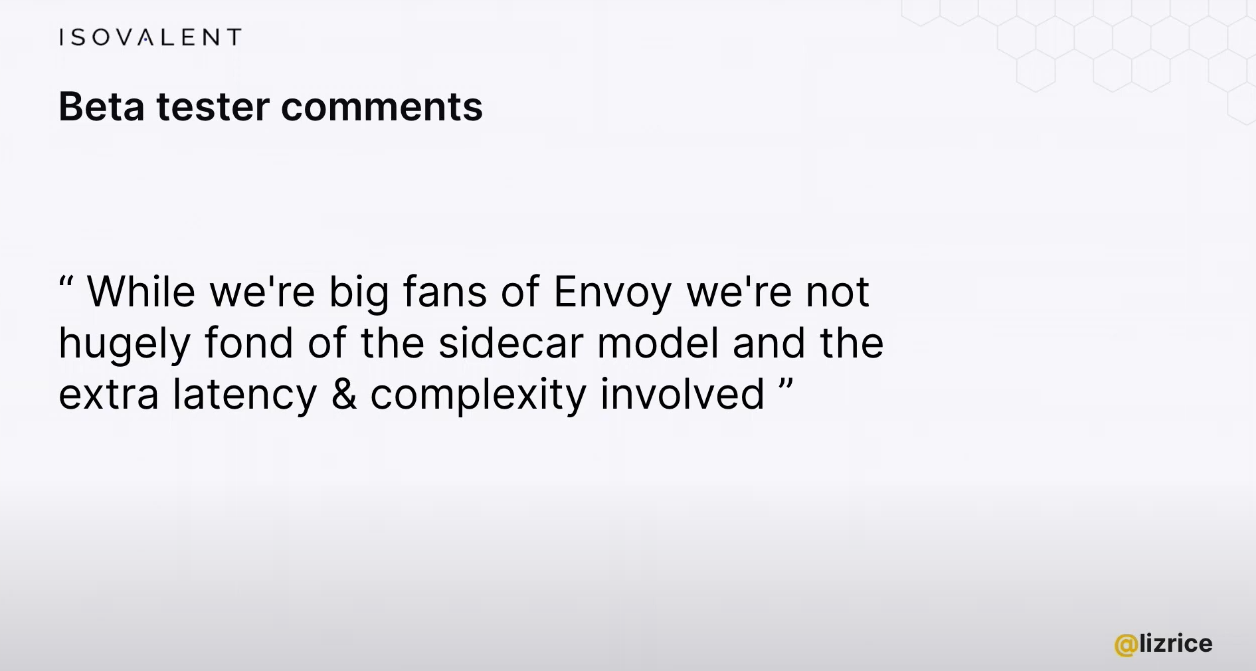 ISOVALENT
Beta tester comments
“ While we're big fans of Envoy we're not
hugely fond of the sidecar model and the
extra latency & complexity involved ”
@lizrice